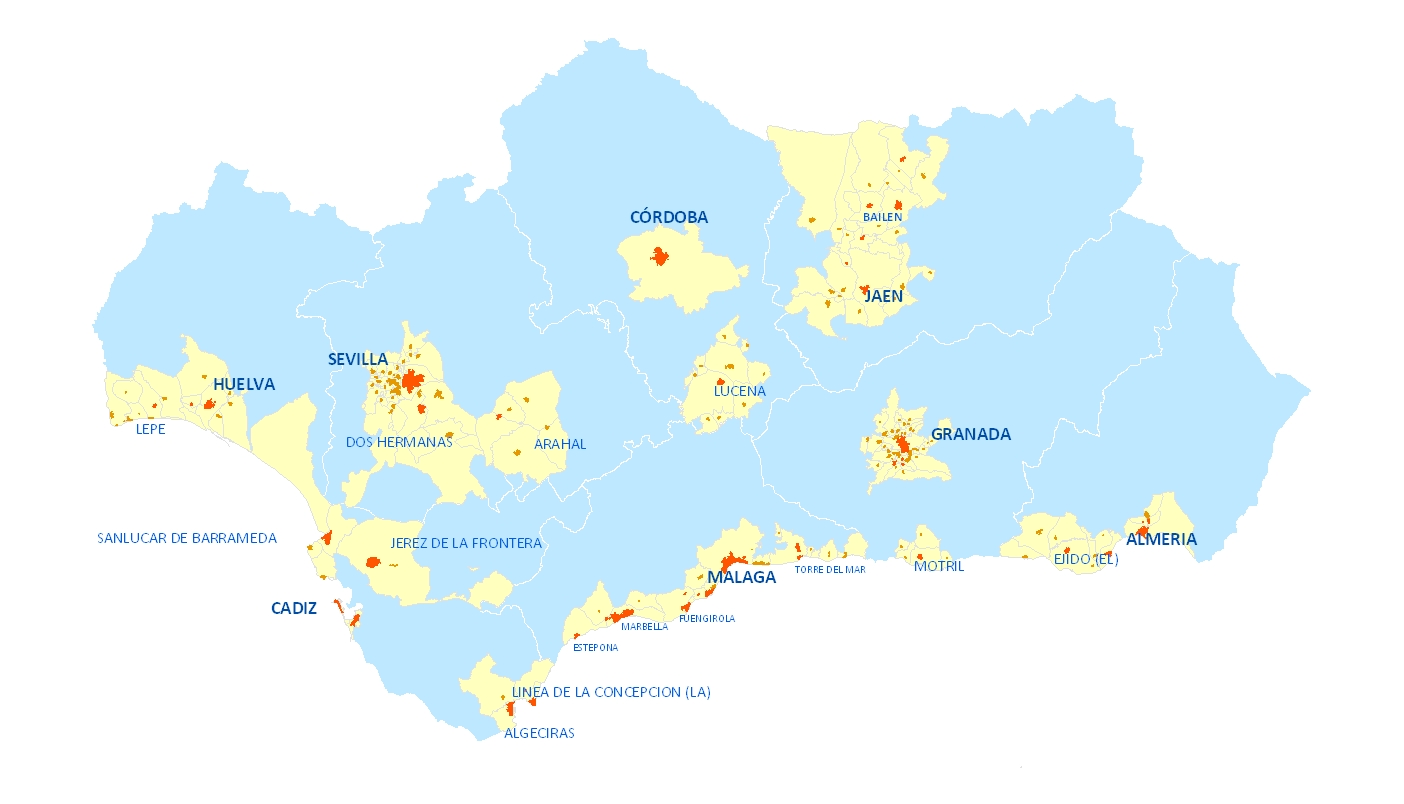 CÓRDOBA
BAILEN
JAEN
SEVILLA
HUELVA
LUCENA
LEPE
DOS HERMANAS
ARAHAL
GRANADA
SANLUCAR DE BARRAMEDA
JEREZ DE LA FRONTERA
ALMERIA
EJIDO (EL)
MOTRIL
TORRE DEL MAR
MALAGA
CADIZ
FUENGIROLA
MARBELLA
ESTEPONA
LINEA DE LA CONCEPCION (LA)
ALGECIRAS